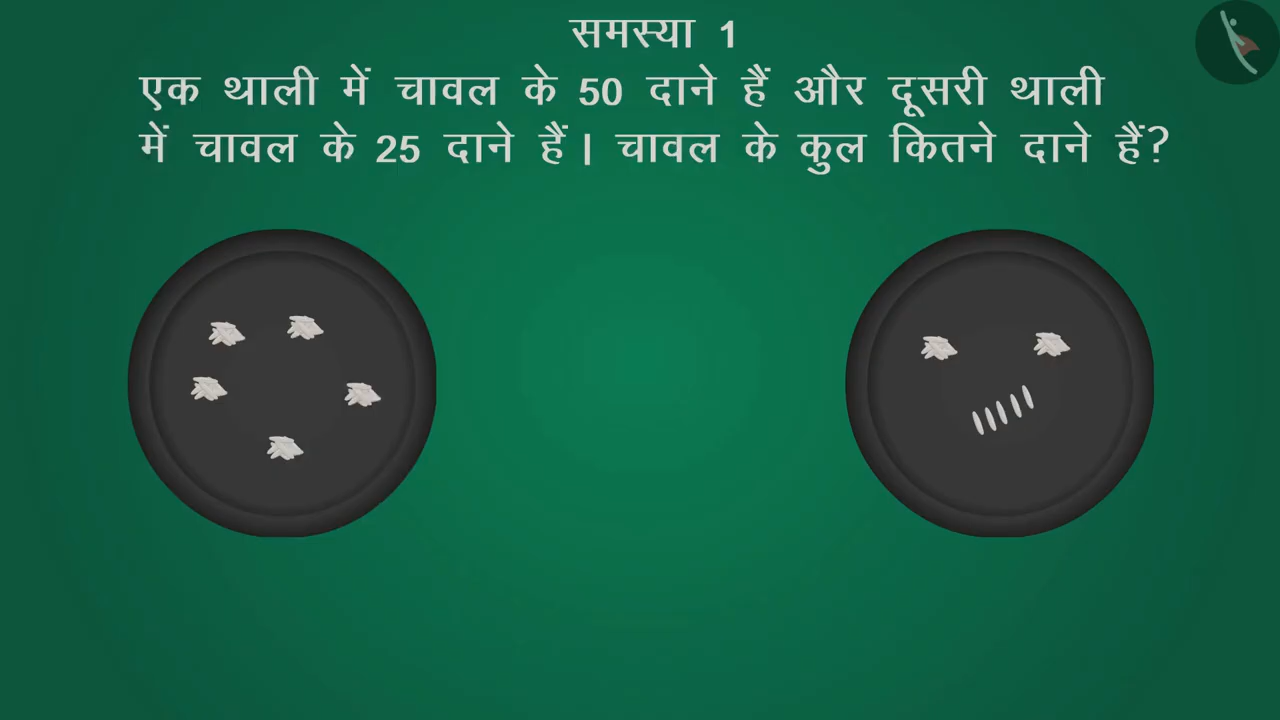 समस्या 1
एक थाली में चावल के 50 दाने हैं और दूसरी थाली
में चावल के 25 दाने हैं| चावल के कुल कितने दाने हैं?